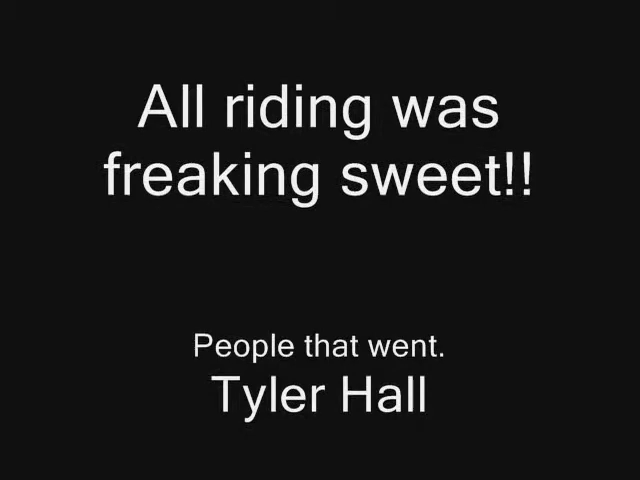 All riding was
freaking sweet!!
People that went.
Tyler Hall